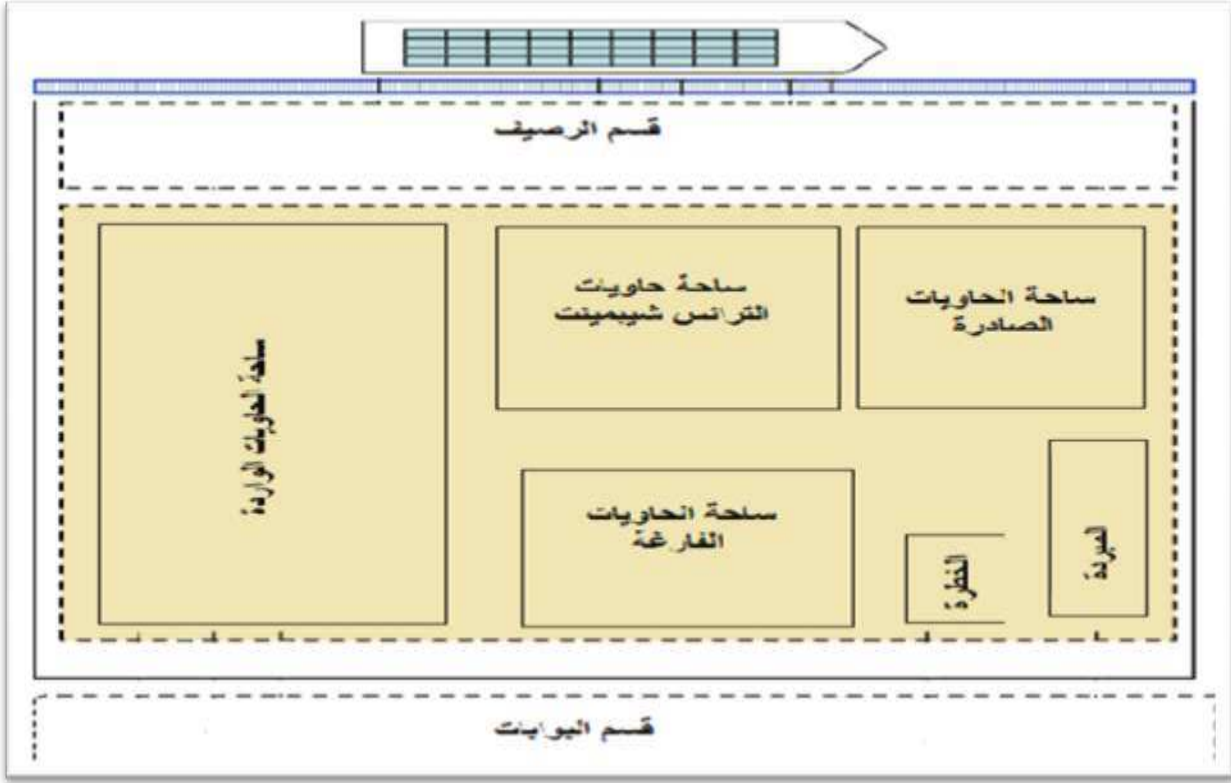 قسم الرصيف
ساحة الحاويات
الصادرة
ساحة حاويات
الترانس شيبمينت
ساحة الحاويات الواردة
المبردة
الخطرة
ساحة الحاويات
الفارغة
قسم البوابات